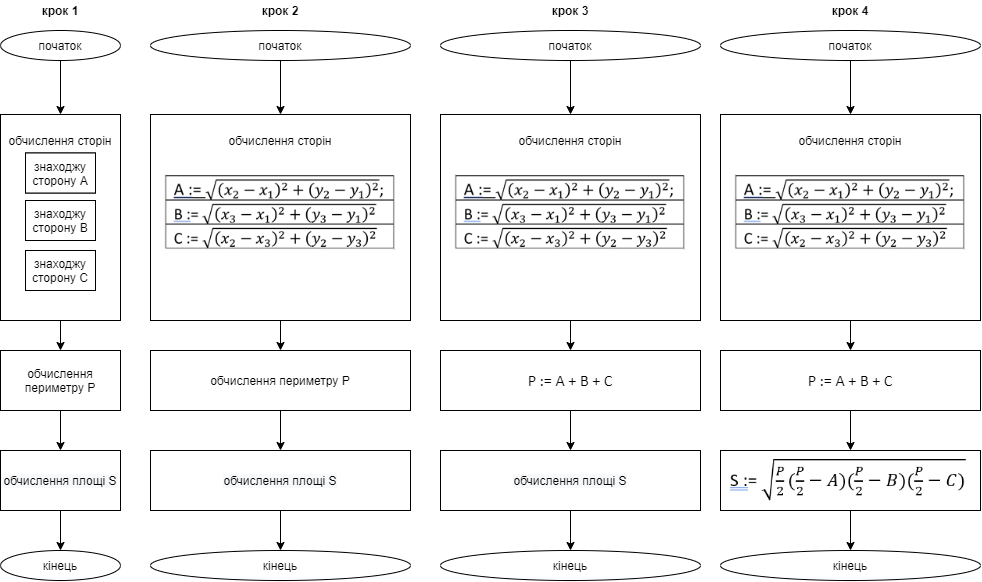 крок 1
початок
обчислення сторін
знаходжу
сторону A
знаходжу
сторону B
знаходжу
сторону C
обчислення
периметру P
обчислення площі S
кінець
крок 2
початок
обчислення сторін
A := √(x₂ − x₁)² + (y₂ − y₁)²;
B := √(x₃ − x₁)² + (y₃ − y₁)²
C := √(x₂ − x₃)² + (y₂ − y₃)²
обчислення периметру P
обчислення площі S
кінець
крок 3
початок
обчислення сторін
A := √(x₂ − x₁)² + (y₂ − y₁)²;
B := √(x₃ − x₁)² + (y₃ − y₁)²
C := √(x₂ − x₃)² + (y₂ − y₃)²
P := A + B + C
обчислення площі S
кінець
крок 4
початок
обчислення сторін
A := √(x₂ − x₁)² + (y₂ − y₁)²;
B := √(x₃ − x₁)² + (y₃ − y₁)²
C := √(x₂ − x₃)² + (y₂ − y₃)²
P := A + B + C
S := √P/2(P/2 − A)(P/2 − B)(P/2 − C)
кінець